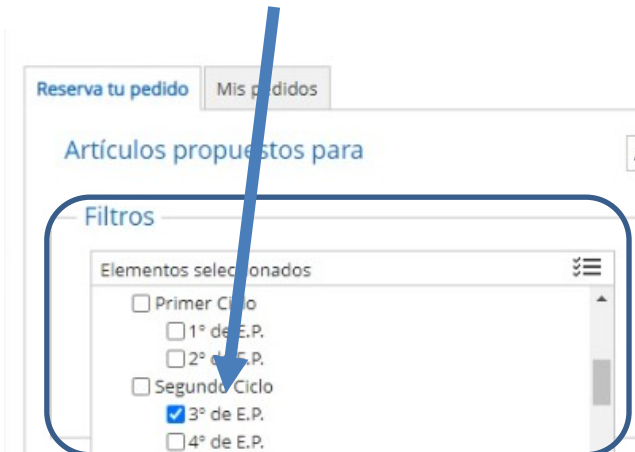 Reserva tu pedido Mis pedidos
Artículos propuestos para
Filtros
Elementos seleccionados
Primer Ciclo
1º de E.P.
2º de E.P.
Segundo Ciclo
3º de E.P.
4º de E.P.